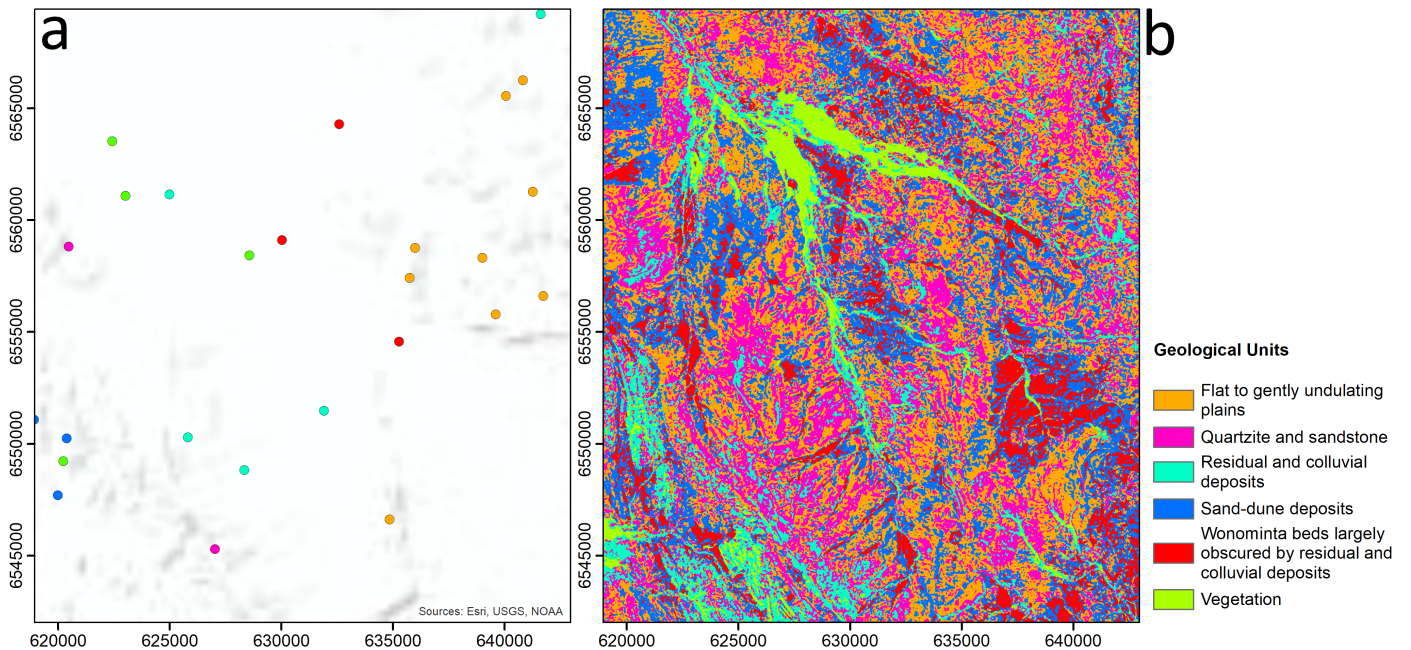 a
6565000
6560000
6555000
6550000
6545000
620000
625000
630000
635000
640000
Sources: Esri, USGS, NOAA
b
6565000
6560000
6555000
6550000
6545000
620000
625000
630000
635000
640000
Geological Units
Flat to gently undulating
plains
Quartzite and sandstone
Residual and colluvial
deposits
Sand-dune deposits
Wonominta beds largely
obscured by residual and
colluvial deposits
Vegetation